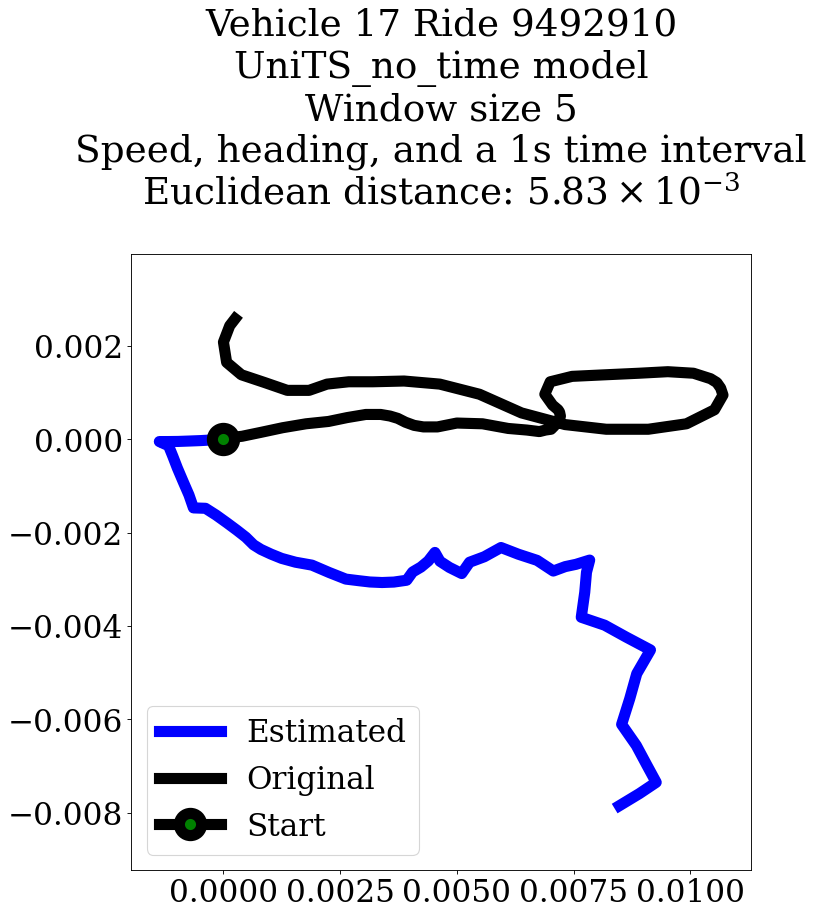 Vehicle 17 Ride 9492910
UniTS_no_time model
Window size 5
Speed, heading, and a 1s time interval
Euclidean distance: 5.83 × 10⁻³
0.002
0.000
−0.002
−0.004
−0.006
−0.008
Estimated
Original
Start
0.0000 0.0025 0.0050 0.0075 0.0100